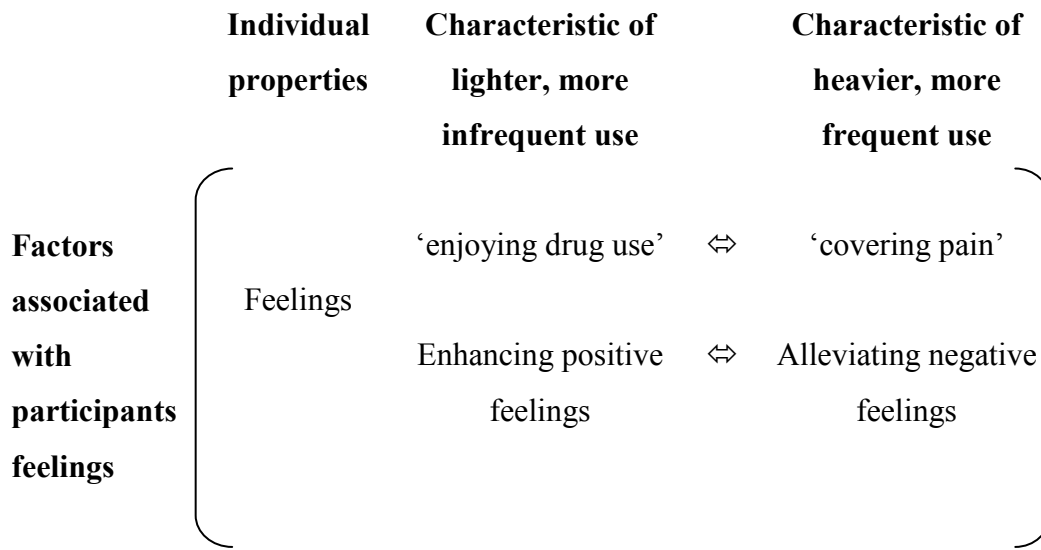 Individual properties
Characteristic of lighter, more infrequent use
Characteristic of heavier, more frequent use
Factors associated with participants feelings
Feelings
‘enjoying drug use’ ⇔ ‘covering pain’
Enhancing positive feelings ⇔ Alleviating negative feelings